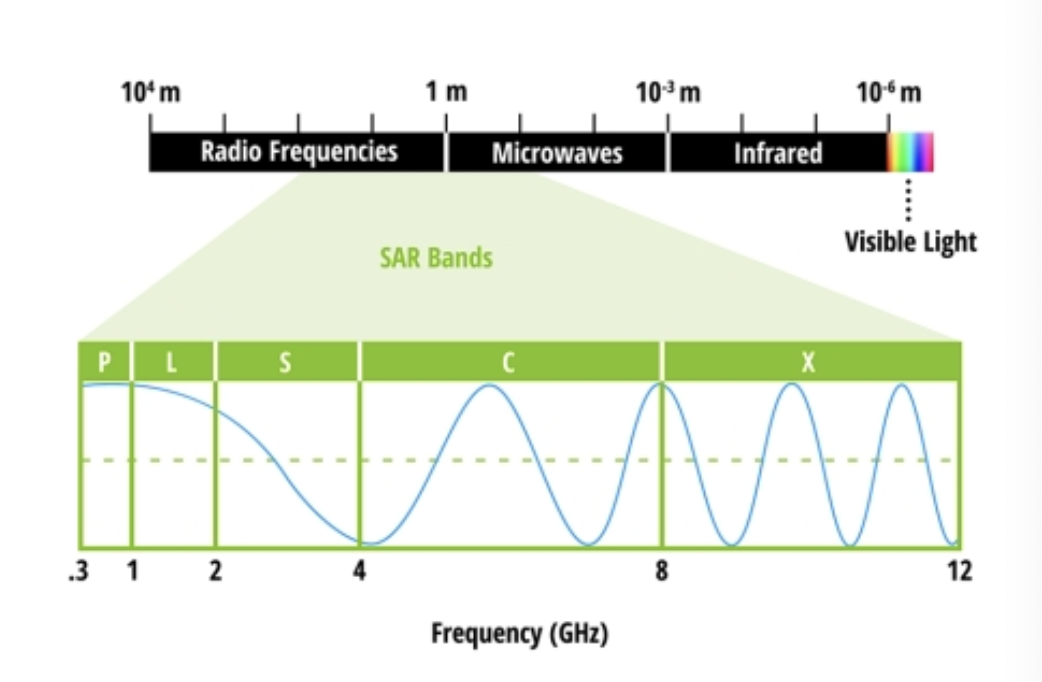 10⁴ m 1 m 10⁻³ m 10⁻⁶ m
Radio Frequencies Microwaves Infrared
Visible Light
SAR Bands
P L S C X
.3 1 2 4 8 12
Frequency (GHz)